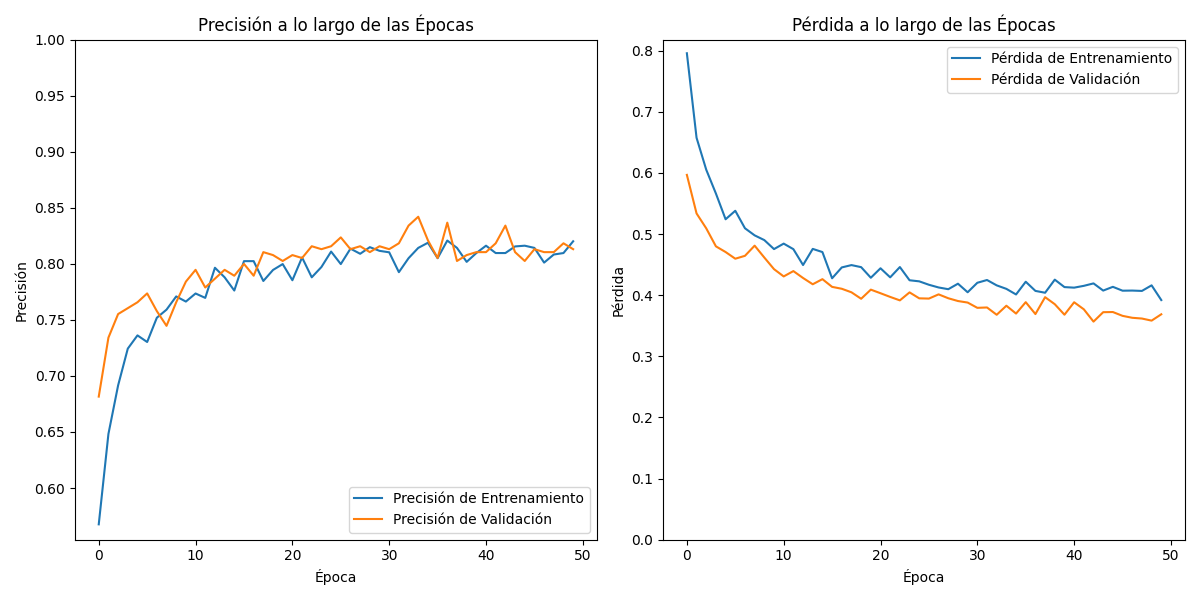 Precisión a lo largo de las Épocas
1.00
0.95
0.90
0.85
0.80
0.75
0.70
0.65
0.60
Precisión
0 10 20 30 40 50
Época
Precisión de Entrenamiento
Precisión de Validación
Pérdida a lo largo de las Épocas
0.8
0.7
0.6
0.5
0.4
0.3
0.2
0.1
0.0
Pérdida
0 10 20 30 40 50
Época
Pérdida de Entrenamiento
Pérdida de Validación